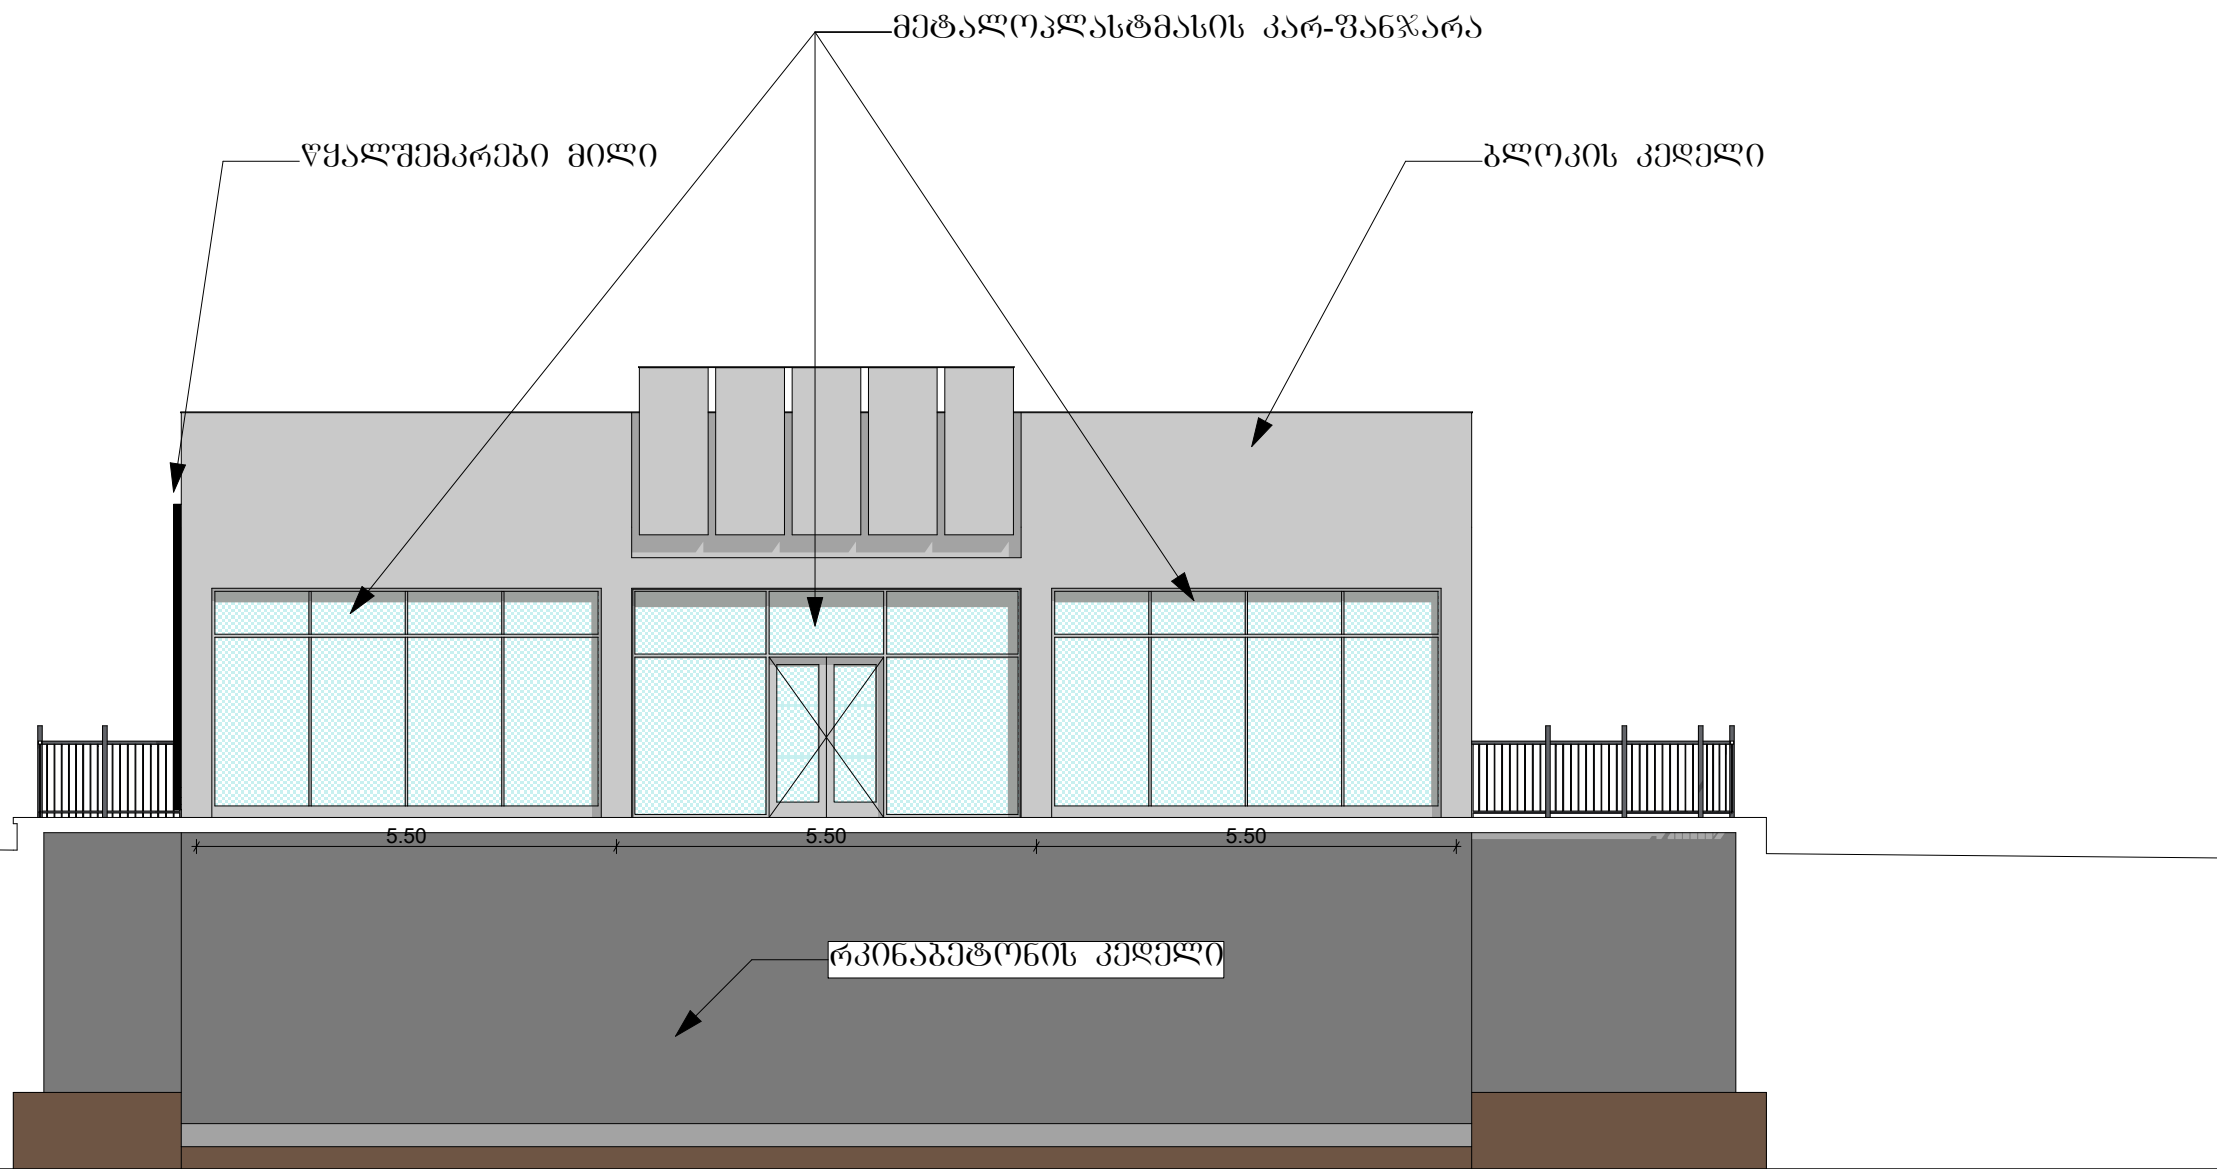 მეტალოპლასტმასის კარ-ფანჯარა
წყალშემკრები მილი
ბლოკის კედელი
5.50 5.50 5.50
რკინაბეტონის კედელი